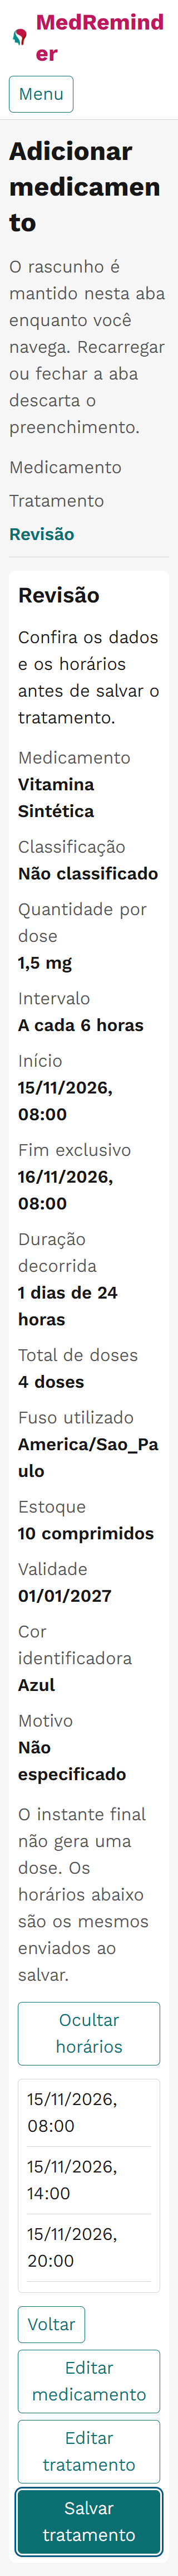 MedRemind
er
Menu
Adicionar
medicamen
to
O rascunho é
mantido nesta aba
enquanto você
navega. Recarregar
ou fechar a aba
descarta o
preenchimento.
Medicamento
Tratamento
Revisão
Revisão
Confira os dados
e os horários
antes de salvar o
tratamento.
Medicamento
Vitamina
Sintética
Classificação
Não classificado
Quantidade por
dose
1,5 mg
Intervalo
A cada 6 horas
Início
15/11/2026,
08:00
Fim exclusivo
16/11/2026,
08:00
Duração
decorrida
1 dias de 24
horas
Total de doses
4 doses
Fuso utilizado
America/Sao_Pa
ulo
Estoque
10 comprimidos
Validade
01/01/2027
Cor
identificadora
Azul
Motivo
Não
especificado
O instante final
não gera uma
dose. Os
horários abaixo
são os mesmos
enviados ao
salvar.
Ocultar
horários
15/11/2026,
08:00
15/11/2026,
14:00
15/11/2026,
20:00
Voltar
Editar
medicamento
Editar
tratamento
Salvar
tratamento